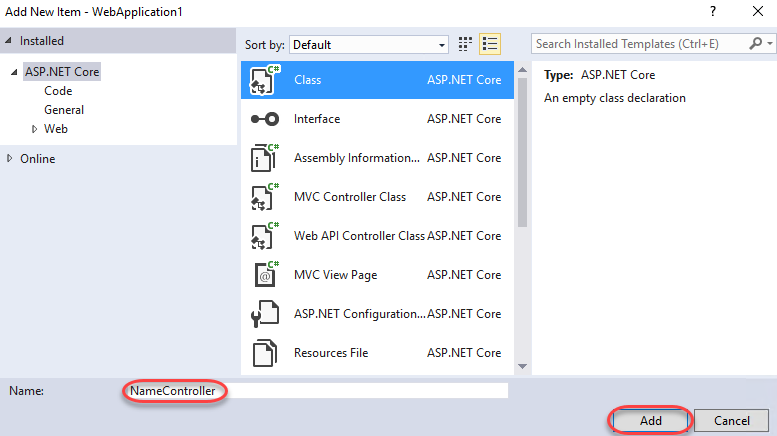 Add New Item - WebApplication1
?
Installed
ASP.NET Core
Code
General
Web
Online
Sort by: Default
Search Installed Templates (Ctrl+E)
Class ASP.NET Core
Interface ASP.NET Core
Assembly Information... ASP.NET Core
MVC Controller Class ASP.NET Core
Web API Controller Class ASP.NET Core
MVC View Page ASP.NET Core
ASP.NET Configuration... ASP.NET Core
Resources File ASP.NET Core
Type: ASP.NET Core
An empty class declaration
Name: NameController
Add Cancel